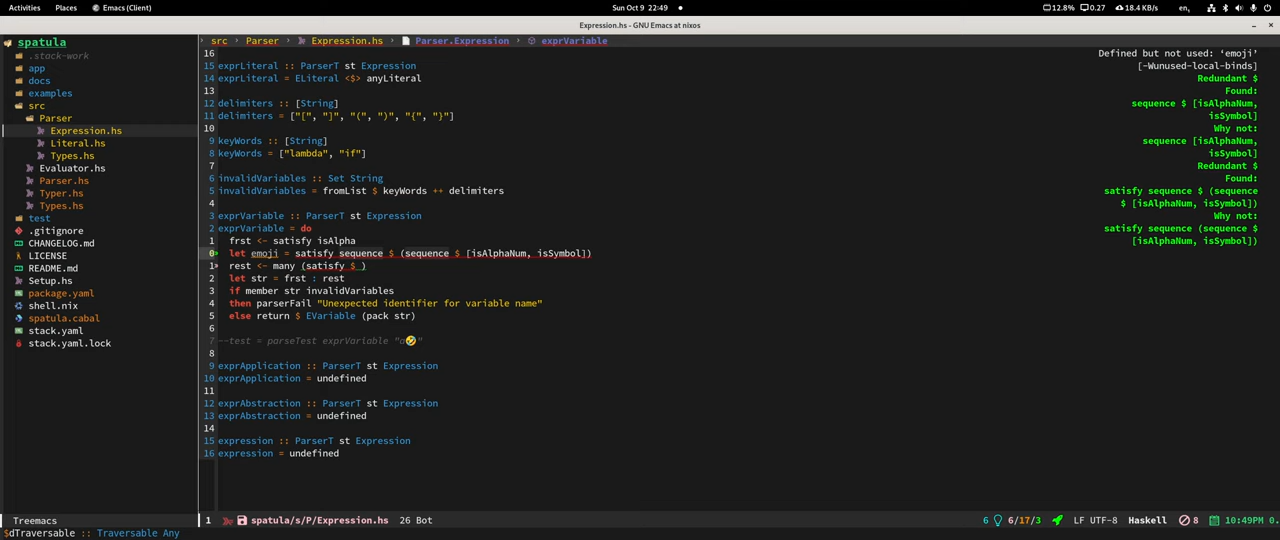 Activities Places Emacs (Client) Sun Oct 9 22:49 12.8% 0.27 18.4 KB/s en,
Expression.hs - GNU Emacs at nixos
spatula
.stack-work
app
docs
examples
src
Parser
Expression.hs
Literal.hs
Types.hs
Evaluator.hs
Parser.hs
Typer.hs
Types.hs
test
.gitignore
CHANGELOG.md
LICENSE
README.md
Setup.hs
package.yaml
shell.nix
spatula.cabal
stack.yaml
stack.yaml.lock
Treemacs
› src › Parser › Expression.hs › Parser.Expression › exprVariable
16
15 exprLiteral :: ParserT st Expression
14 exprLiteral = ELiteral <$> anyLiteral
13
12 delimiters :: [String]
11 delimiters = ["[", "]", "(", ")", "{", "}"]
10
9 keyWords :: [String]
8 keyWords = ["lambda", "if"]
7
6 invalidVariables :: Set String
5 invalidVariables = fromList $ keyWords ++ delimiters
4
3 exprVariable :: ParserT st Expression
2 exprVariable = do
1 frst <- satisfy isAlpha
0 let emoji = satisfy sequence $ (sequence $ [isAlphaNum, isSymbol])
1 rest <- many (satisfy $ )
2 let str = frst : rest
3 if member str invalidVariables
4 then parserFail "Unexpected identifier for variable name"
5 else return $ EVariable (pack str)
6
7 --test = parseTest exprVariable "a🤣"
8
9 exprApplication :: ParserT st Expression
10 exprApplication = undefined
11
12 exprAbstraction :: ParserT st Expression
13 exprAbstraction = undefined
14
15 expression :: ParserT st Expression
16 expression = undefined
Defined but not used: ‘emoji’
[-Wunused-local-binds]
Redundant $
Found:
sequence $ [isAlphaNum,
isSymbol]
Why not:
sequence [isAlphaNum,
isSymbol]
Redundant $
Found:
satisfy sequence $ (sequence
$ [isAlphaNum, isSymbol])
Why not:
satisfy sequence (sequence $
[isAlphaNum, isSymbol])
1 spatula/s/P/Expression.hs 26 Bot 6 6/17/3 LF UTF-8 Haskell 8 10:49PM 0.
$dTraversable :: Traversable Any